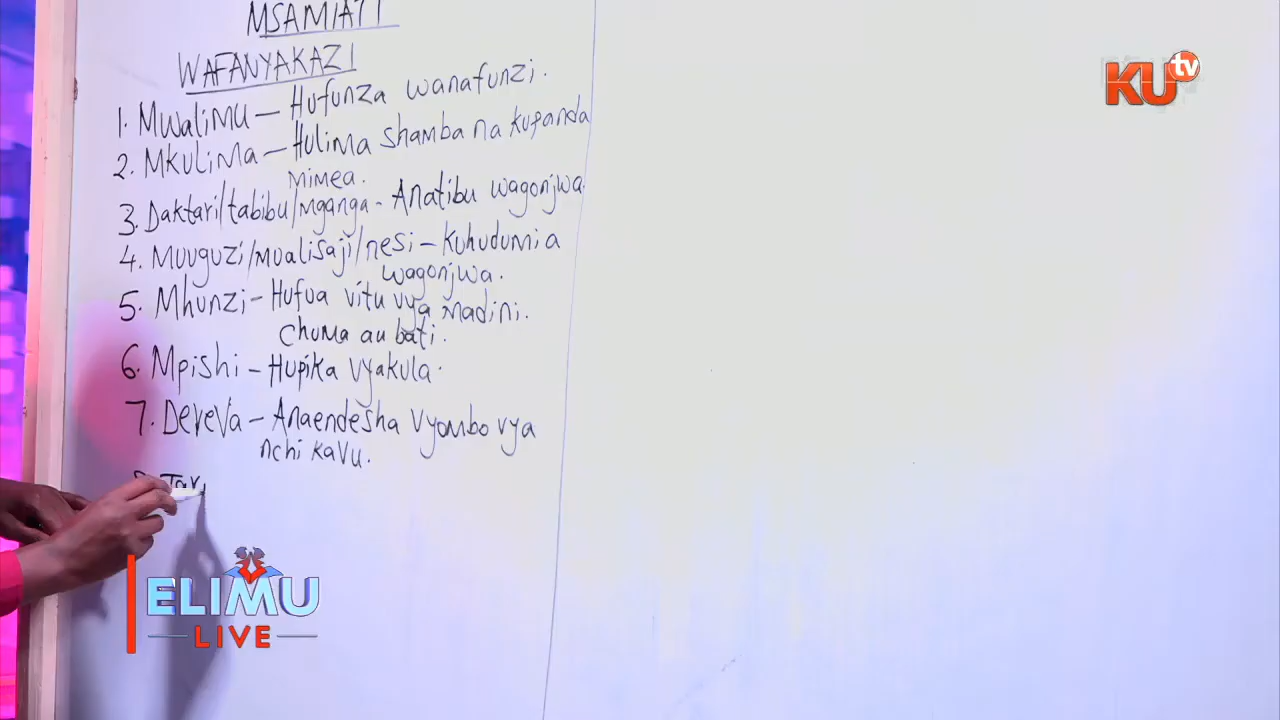 MSAMIATI
WAFANYAKAZI
1. Mwalimu – Hufunza wanafunzi.
2. Mkulima – Hulima shamba na kupanda
mimea.
3. Daktari/tabibu/mganga - Anatibu wagonjwa.
4. Muuguzi/mualisaji/nesi – Kuhudumia
wagonjwa.
5. Mhunzi – Hufua vitu vya madini.
chuma au bati.
6. Mpishi – Hupika vyakula.
7. Dereva – Anaendesha vyombo vya
nchi kavu.
KU tv
ELIMU
LIVE